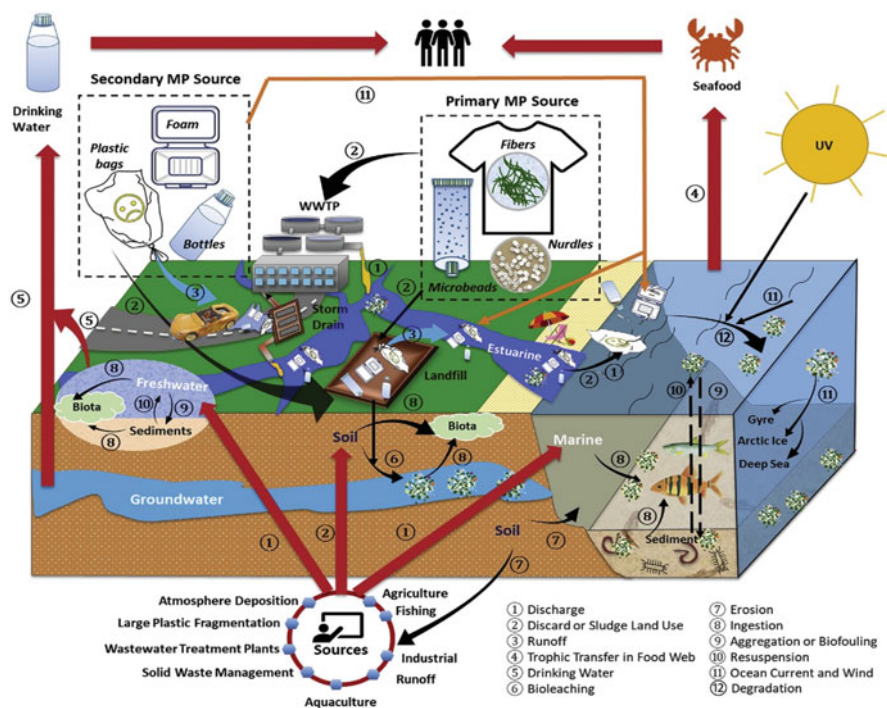 Drinking
Water
Secondary MP Source
Foam
Plastic
bags
Bottles
⑪
Primary MP Source
Fibers
Nurdles
Microbeads
Seafood
UV
②
WWTP
④
①
②
③
②
⑤
⑤
Storm
Drain
③
Estuarine
② ①
⑪
⑫
Landfill
⑧
⑧
Freshwater
Biota
⑩ ⑨
⑧
Sediments
Soil
Biota
⑥
⑧
Groundwater
Marine
⑧
⑩
⑨
⑪
Gyre
Arctic Ice
Deep Sea
⑧
Sediment
Soil
⑦
⑦
①
②
①
Atmosphere Deposition
Large Plastic Fragmentation
Wastewater Treatment Plants
Solid Waste Management
Aquaculture
Sources
Agriculture
Fishing
Industrial
Runoff
① Discharge
② Discard or Sludge Land Use
③ Runoff
④ Trophic Transfer in Food Web
⑤ Drinking Water
⑥ Bioleaching
⑦ Erosion
⑧ Ingestion
⑨ Aggregation or Biofouling
⑩ Resuspension
⑪ Ocean Current and Wind
⑫ Degradation